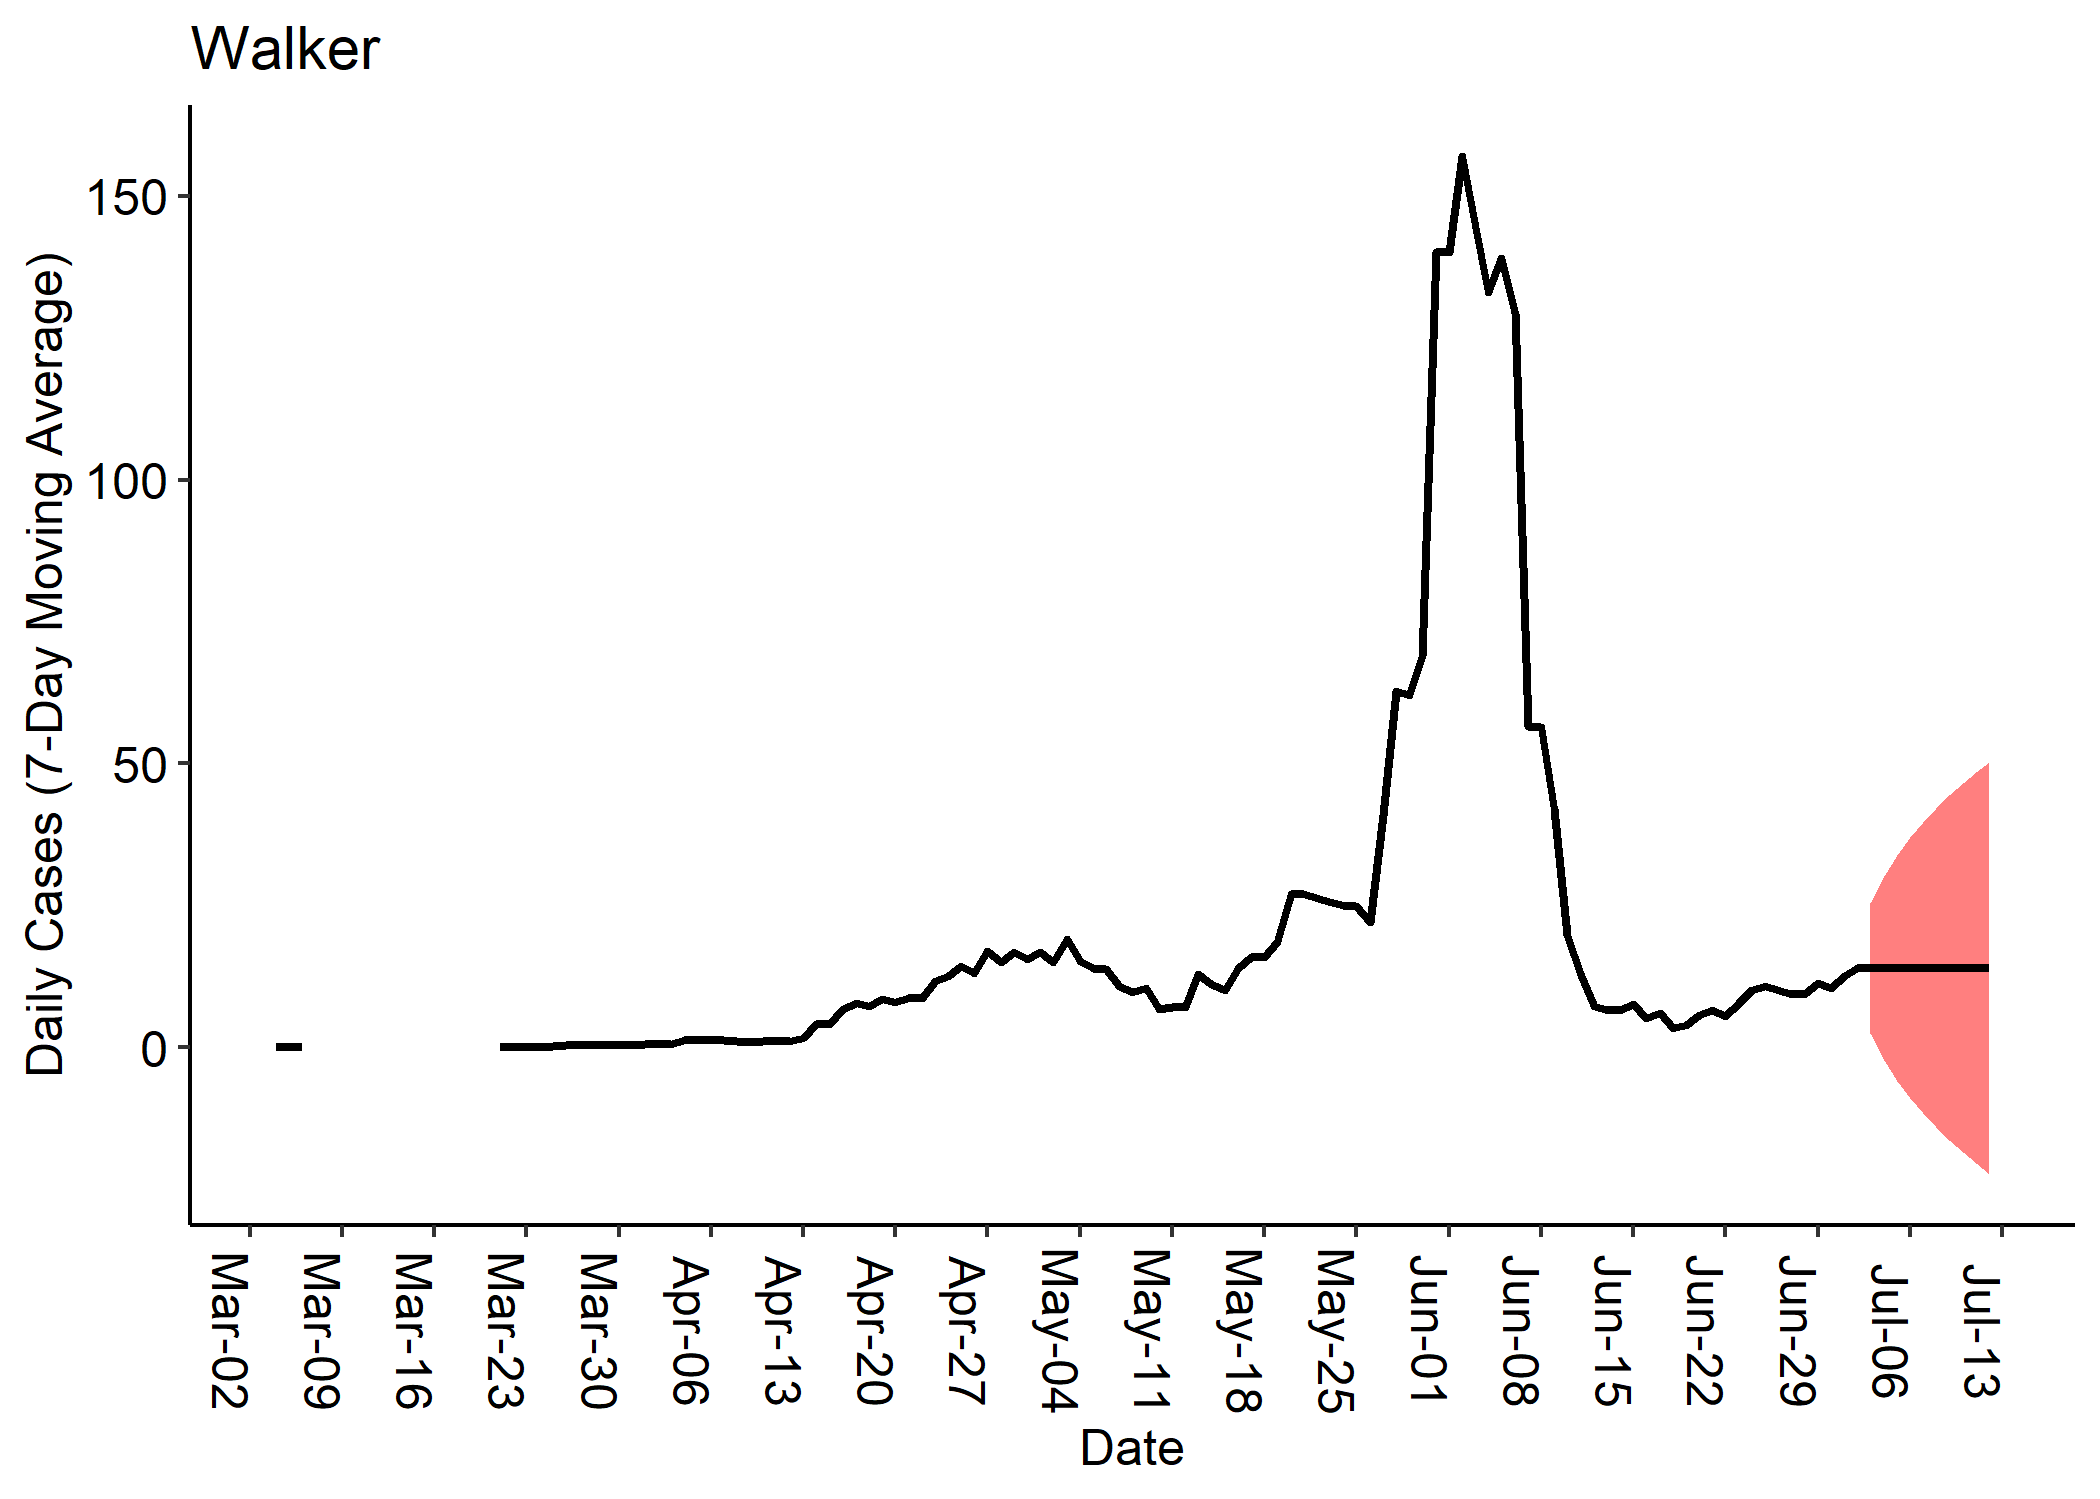 Walker
Daily Cases (7-Day Moving Average)
150
100
50
0
Mar-02
Mar-09
Mar-16
Mar-23
Mar-30
Apr-06
Apr-13
Apr-20
Apr-27
May-04
May-11
May-18
May-25
Jun-01
Jun-08
Jun-15
Jun-22
Jun-29
Jul-06
Jul-13
Date